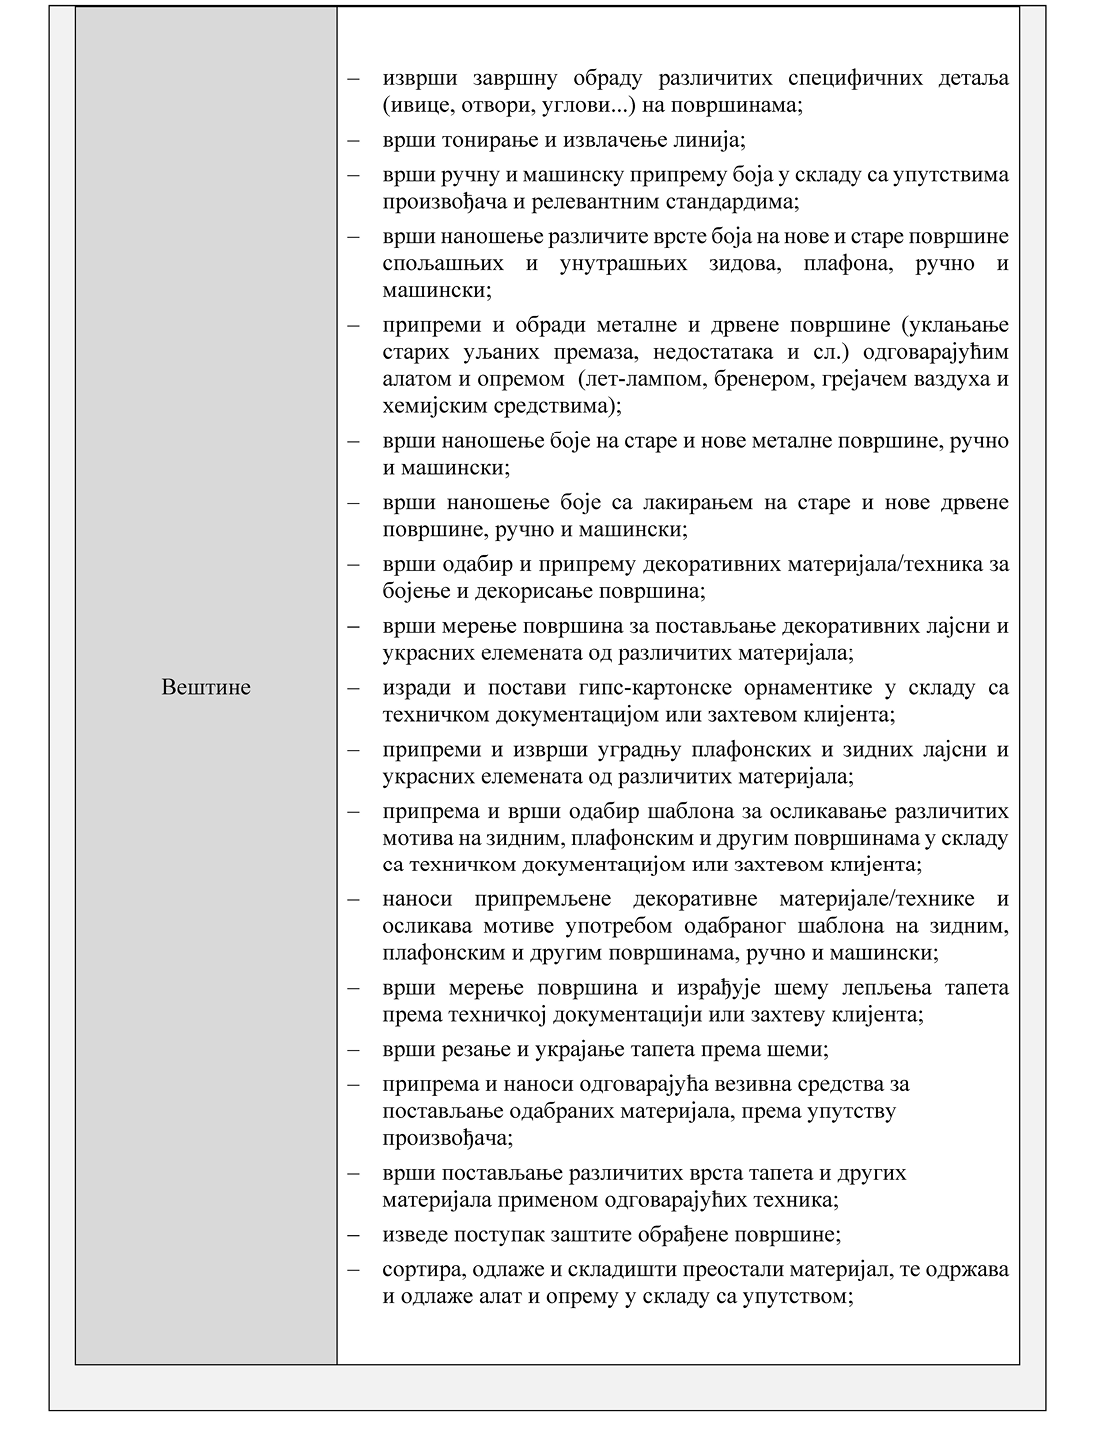 – изврши завршну обраду различитих специфичних детаља
(ивице, отвори, углови...) на површинама;
– врши тонирање и извлачење линија;
– врши ручну и машинску припрему боја у складу са упутствима
произвођача и релевантним стандардима;
– врши наношење различите врсте боја на нове и старе површине
спољашњих и унутрашњих зидова, плафона, ручно и
машински;
– припреми и обради металне и дрвене површине (уклањање
старих уљаних премаза, недостатака и сл.) одговарајућим
алатом и опремом (лет-лампом, бренером, грејачем ваздуха и
хемијским средствима);
– врши наношење боје на старе и нове металне површине, ручно
и машински;
– врши наношење боје са лакирањем на старе и нове дрвене
површине, ручно и машински;
– врши одабир и припрему декоративних материјала/техника за
бојење и декорисање површина;
– врши мерење површина за постављање декоративних лајсни и
украсних елемената од различитих материјала;
Вештине
– изради и постави гипс-картонске орнаментике у складу са
техничком документацијом или захтевом клијента;
– припреми и изврши уградњу плафонских и зидних лајсни и
украсних елемената од различитих материјала;
– припрема и врши одабир шаблона за осликавање различитих
мотива на зидним, плафонским и другим површинама у складу
са техничком документацијом или захтевом клијента;
– наноси припремљене декоративне материјале/технике и
осликава мотиве употребом одабраног шаблона на зидним,
плафонским и другим површинама, ручно и машински;
– врши мерење површина и израђује шему лепљења тапета
према техничкој документацији или захтеву клијента;
– врши резање и украјање тапета према шеми;
– припрема и наноси одговарајућа везивна средства за
постављање одабраних материјала, према упутству
произвођача;
– врши постављање различитих врста тапета и других
материјала применом одговарајућих техника;
– изведе поступак заштите обрађене површине;
– сортира, одлаже и складишти преостали материјал, те одржава
и одлаже алат и опрему у складу са упутством;